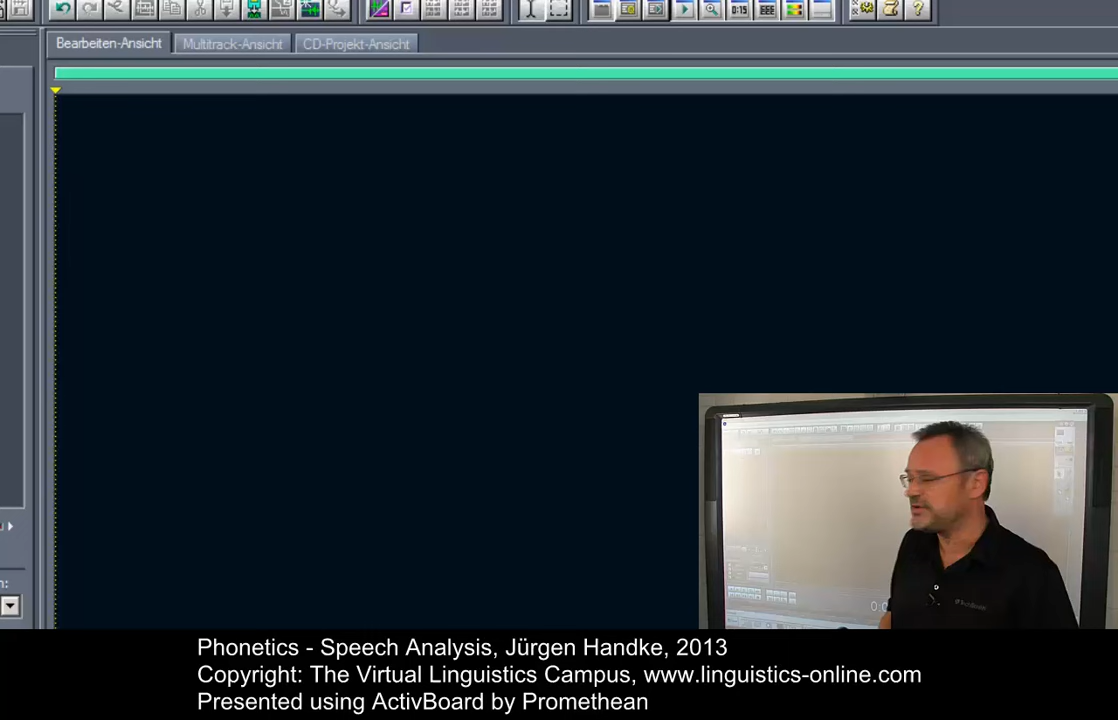 Bearbeiten-Ansicht
Multitrack-Ansicht
CD-Projekt-Ansicht
Phonetics - Speech Analysis, Jürgen Handke, 2013
Copyright: The Virtual Linguistics Campus, www.linguistics-online.com
Presented using ActivBoard by Promethean